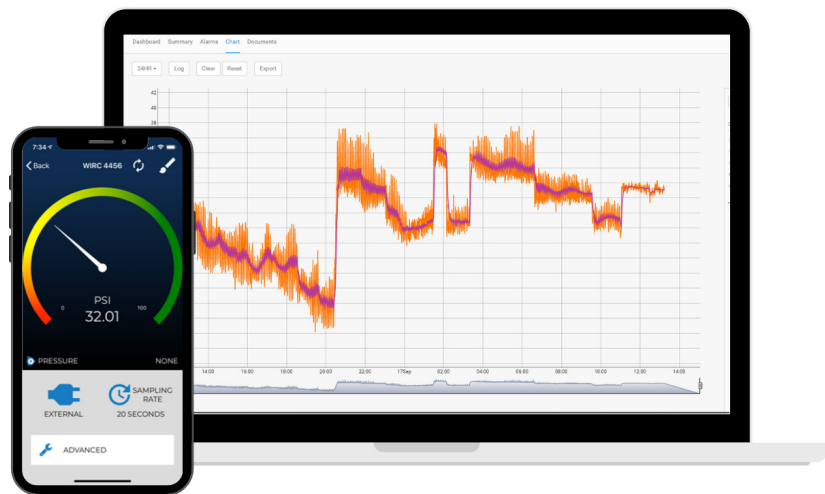 Dashboard Summary Alarms Chart Documents
24HR Log Clear Reset Export
42
40
38
14:00 16:00 18:00 20:00 22:00 17Sep 02:00 04:00 06:00 08:00 10:00 12:00 14:00
7:34
Back WIRC 4456
PSI
0 100
32.01
PRESSURE NONE
SAMPLING
RATE
EXTERNAL 20 SECONDS
ADVANCED